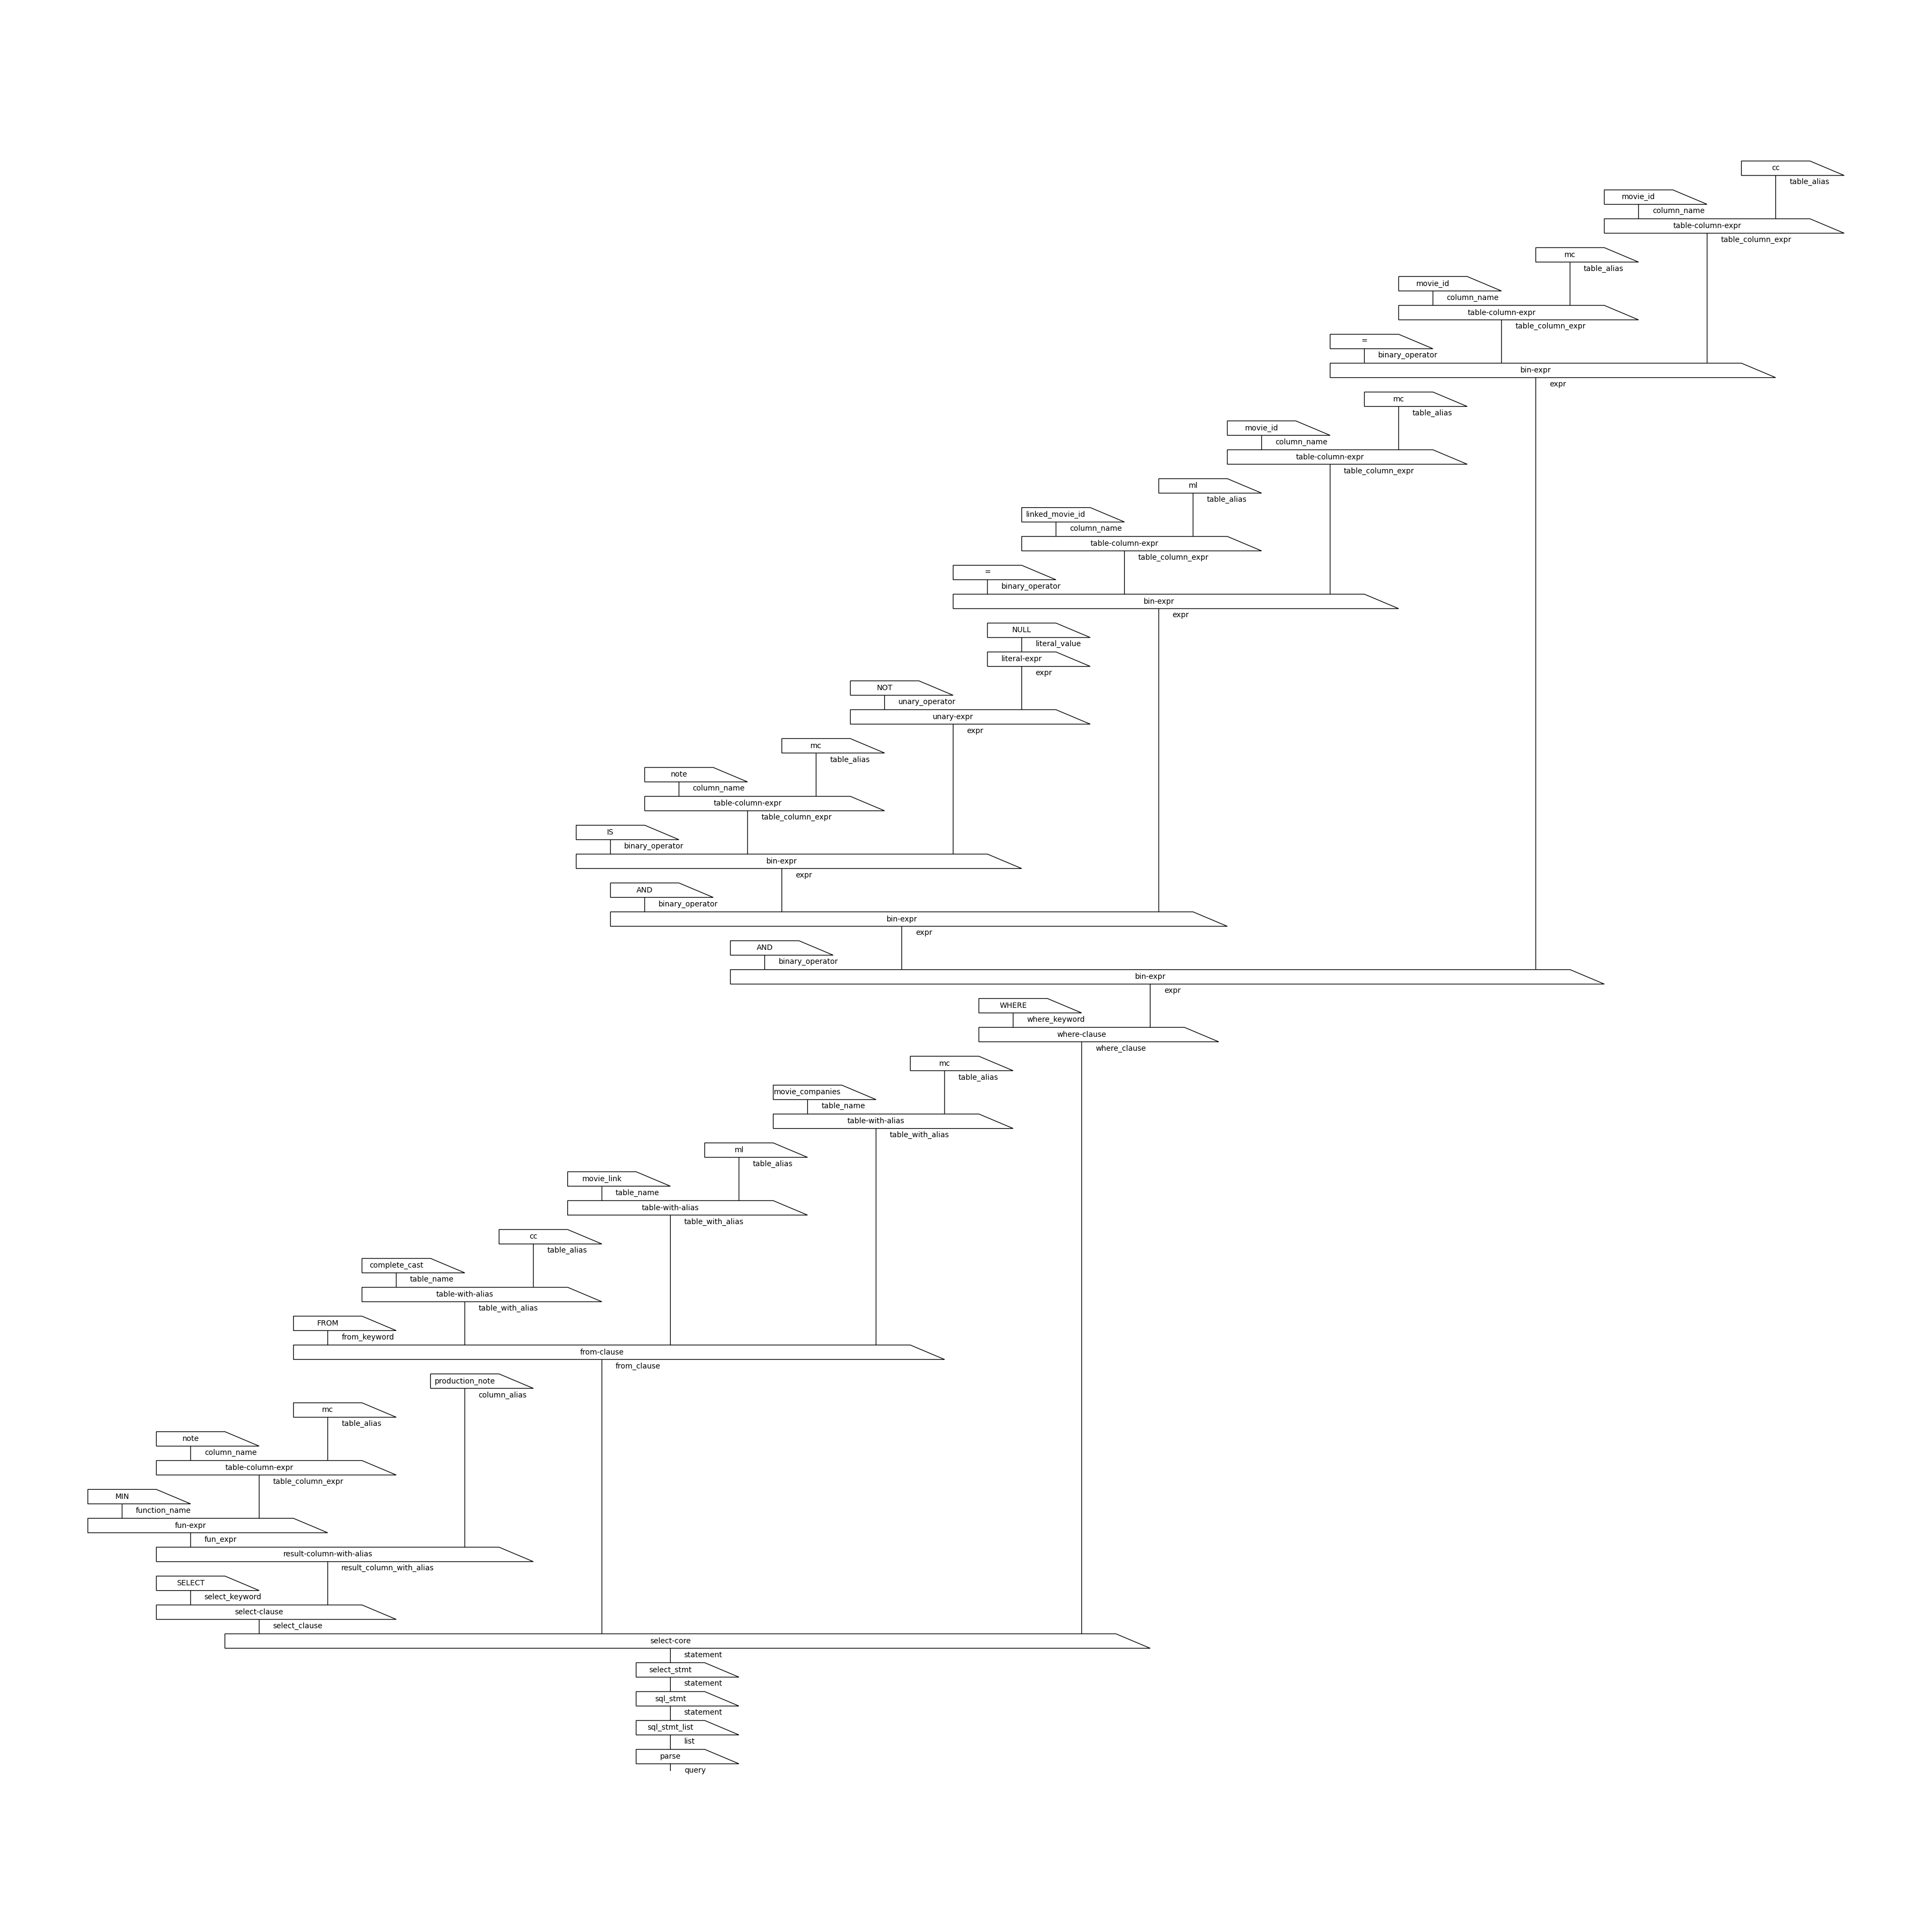 cc
table_alias
movie_id
column_name
table-column-expr
table_column_expr
mc
table_alias
movie_id
column_name
table-column-expr
table_column_expr
=
binary_operator
bin-expr
expr
mc
table_alias
movie_id
column_name
table-column-expr
table_column_expr
ml
table_alias
linked_movie_id
column_name
table-column-expr
table_column_expr
=
binary_operator
bin-expr
expr
NULL
literal_value
literal-expr
expr
NOT
unary_operator
unary-expr
expr
mc
table_alias
note
column_name
table-column-expr
table_column_expr
IS
binary_operator
bin-expr
expr
AND
binary_operator
bin-expr
expr
AND
binary_operator
bin-expr
expr
WHERE
where_keyword
where-clause
where_clause
mc
table_alias
movie_companies
table_name
table-with-alias
table_with_alias
ml
table_alias
movie_link
table_name
table-with-alias
table_with_alias
cc
table_alias
complete_cast
table_name
table-with-alias
table_with_alias
FROM
from_keyword
from-clause
from_clause
production_note
column_alias
mc
table_alias
note
column_name
table-column-expr
table_column_expr
MIN
function_name
fun-expr
fun_expr
result-column-with-alias
result_column_with_alias
SELECT
select_keyword
select-clause
select_clause
select-core
statement
select_stmt
statement
sql_stmt
statement
sql_stmt_list
list
parse
query